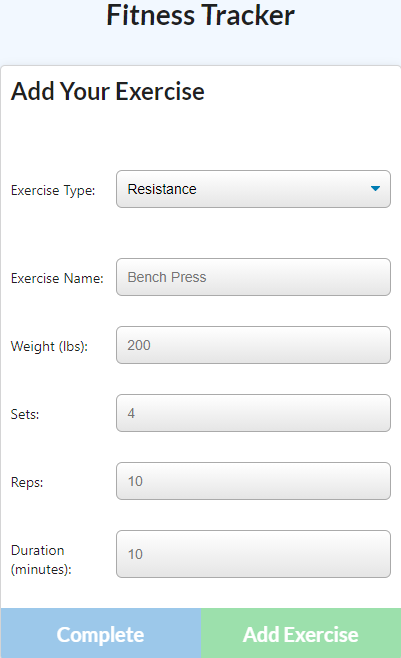 Fitness Tracker
Add Your Exercise
Exercise Type: Resistance
Exercise Name: Bench Press
Weight (lbs): 200
Sets: 4
Reps: 10
Duration
(minutes): 10
Complete Add Exercise